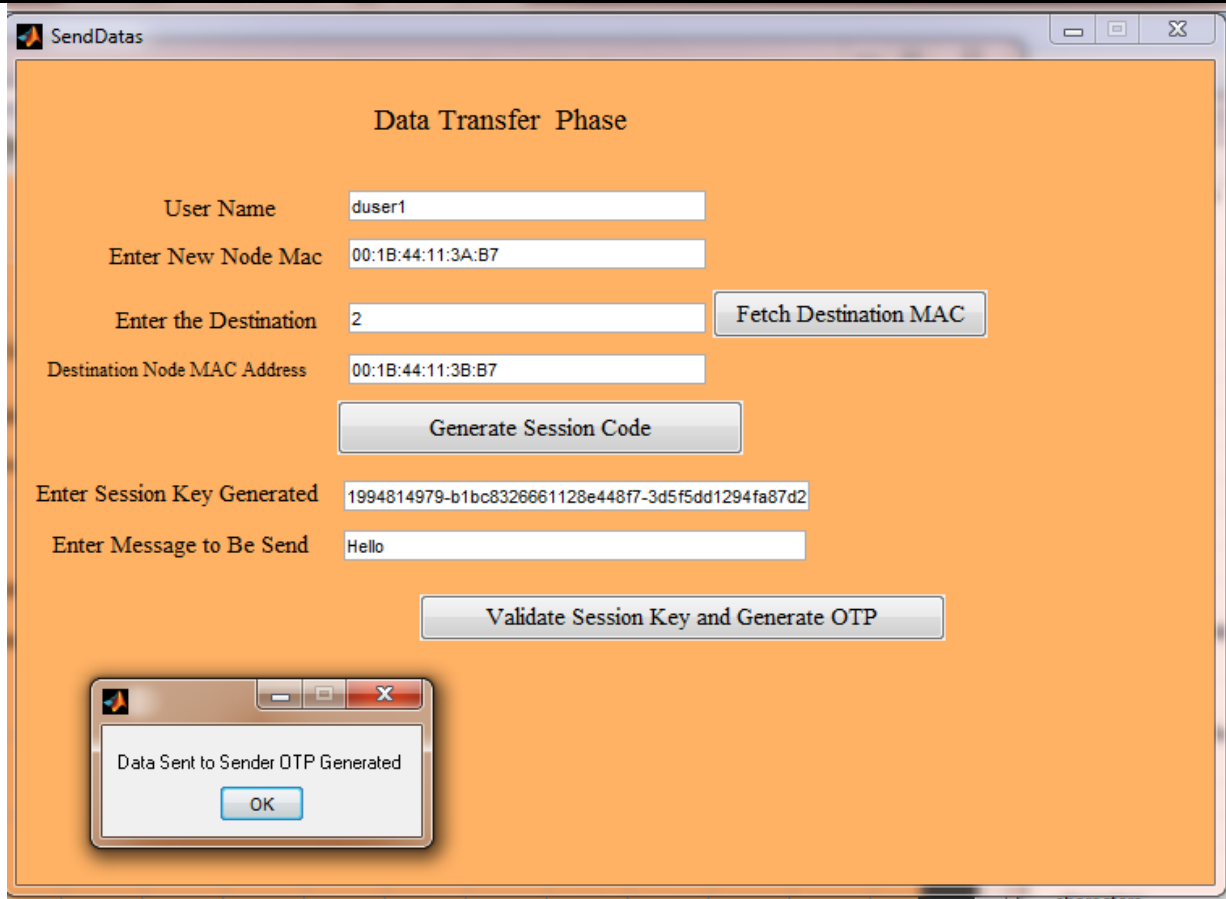 SendDatas
Data Transfer Phase
User Name
duser1
Enter New Node Mac
00:1B:44:11:3A:B7
Enter the Destination
2
Fetch Destination MAC
Destination Node MAC Address
00:1B:44:11:3B:B7
Generate Session Code
Enter Session Key Generated
1994814979-b1bc8326661128e448f7-3d5f5dd1294fa87d2
Enter Message to Be Send
Hello
Validate Session Key and Generate OTP
Data Sent to Sender OTP Generated
OK